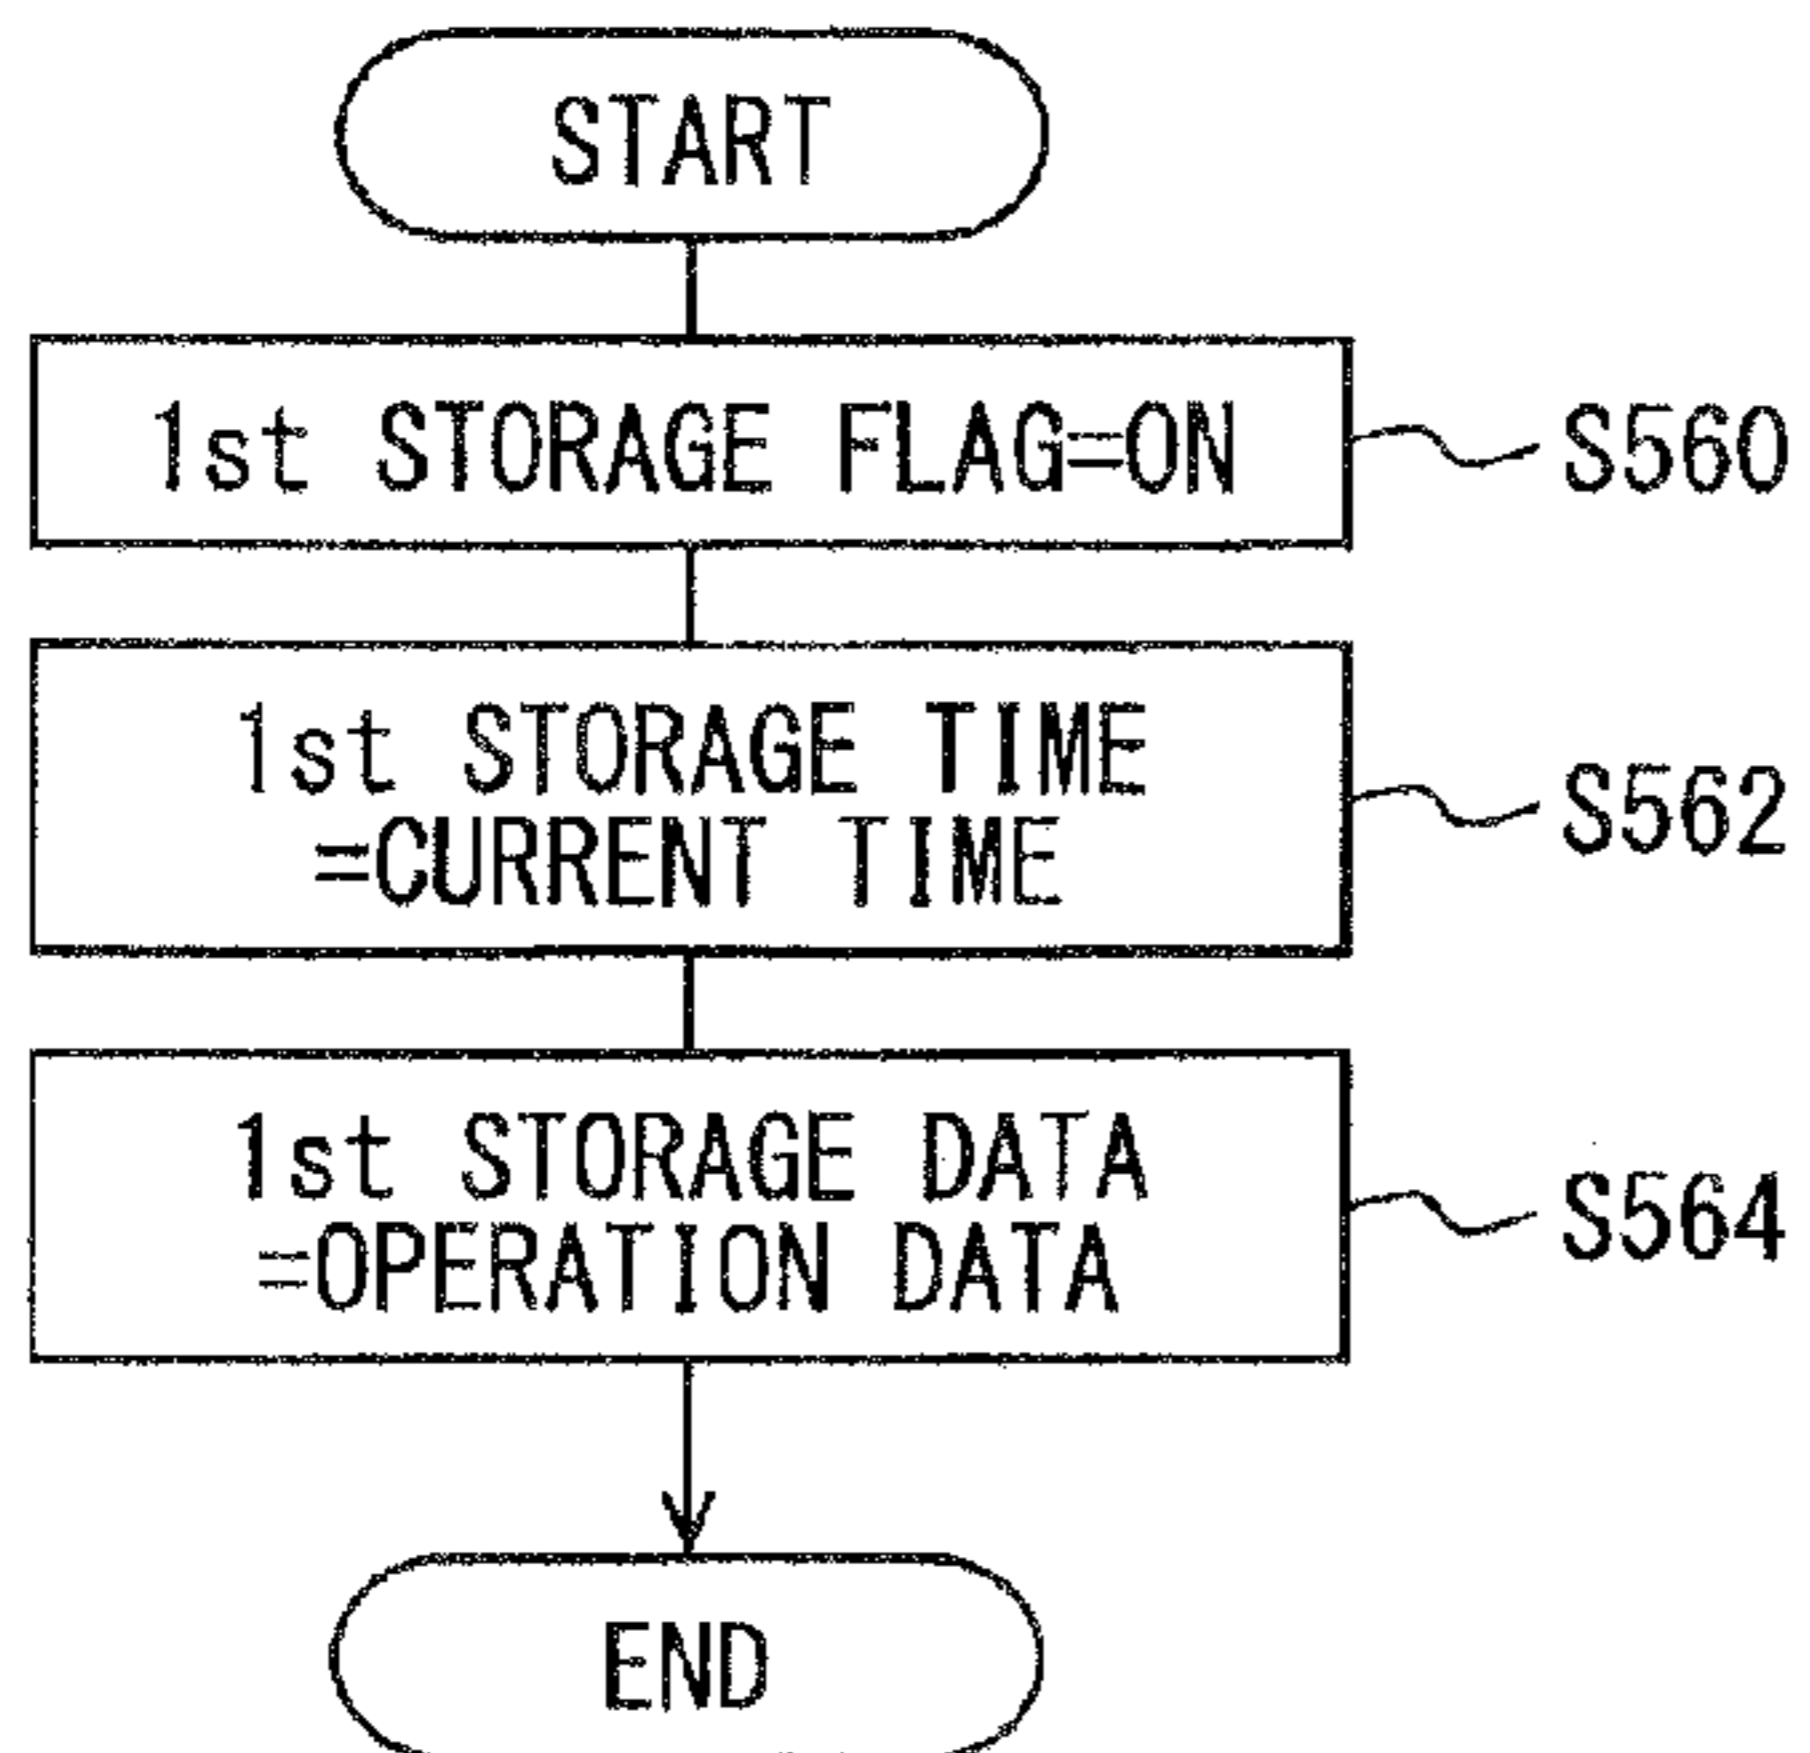 START
1st STORAGE FLAG=ON
S560
1st STORAGE TIME
=CURRENT TIME
S562
1st STORAGE DATA
=OPERATION DATA
S564
END